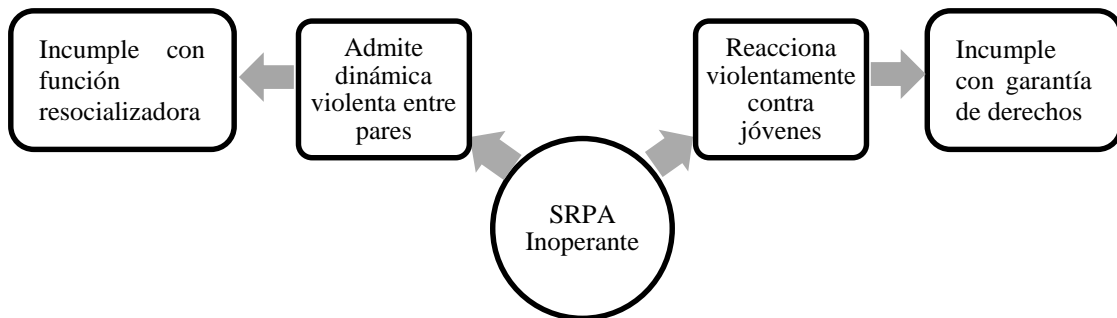 Incumple con
función
resocializadora
Admite
dinámica
violenta entre
pares
Reacciona
violentamente
contra
jóvenes
Incumple
con garantía
de derechos
SRPA
Inoperante